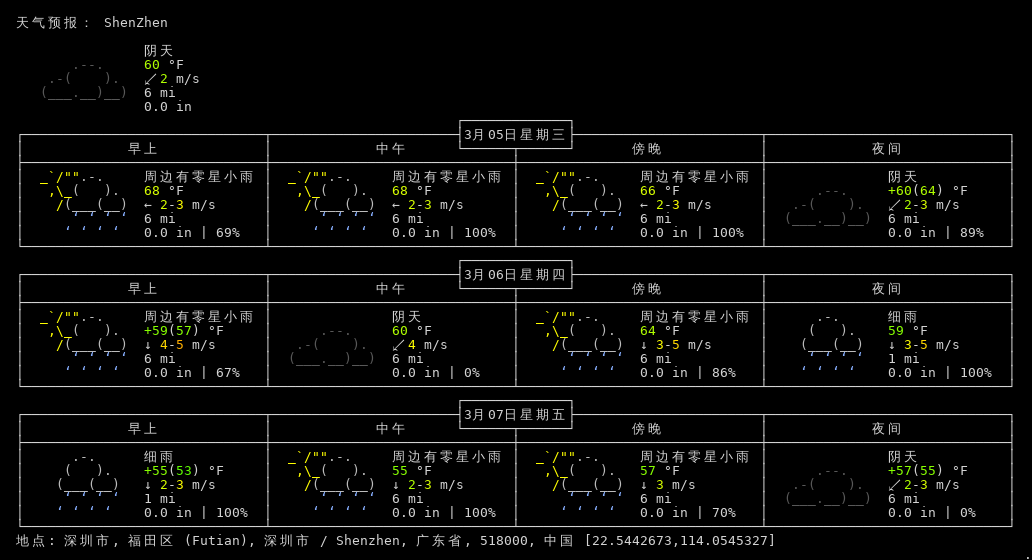 天气预报： ShenZhen
阴天
60 °F
↙2 m/s
6 mi
0.0 in
3月05日星期三
早上 中午 傍晚 夜间
周边有零星小雨 周边有零星小雨 周边有零星小雨 阴天
68 °F 68 °F 66 °F +60(64) °F
← 2-3 m/s ← 2-3 m/s ← 2-3 m/s ↙2-3 m/s
6 mi 6 mi 6 mi 6 mi
0.0 in | 69% 0.0 in | 100% 0.0 in | 100% 0.0 in | 89%
3月06日星期四
早上 中午 傍晚 夜间
周边有零星小雨 阴天 周边有零星小雨 细雨
+59(57) °F 60 °F 64 °F 59 °F
↓ 4-5 m/s ↙4 m/s ↓ 3-5 m/s ↓ 3-5 m/s
6 mi 6 mi 6 mi 1 mi
0.0 in | 67% 0.0 in | 0% 0.0 in | 86% 0.0 in | 100%
3月07日星期五
早上 中午 傍晚 夜间
细雨 周边有零星小雨 周边有零星小雨 阴天
+55(53) °F 55 °F 57 °F +57(55) °F
↓ 2-3 m/s ↓ 2-3 m/s ↓ 3 m/s ↙2-3 m/s
1 mi 6 mi 6 mi 6 mi
0.0 in | 100% 0.0 in | 100% 0.0 in | 70% 0.0 in | 0%
地点: 深圳市, 福田区 (Futian), 深圳市 / Shenzhen, 广东省, 518000, 中国 [22.5442673,114.0545327]